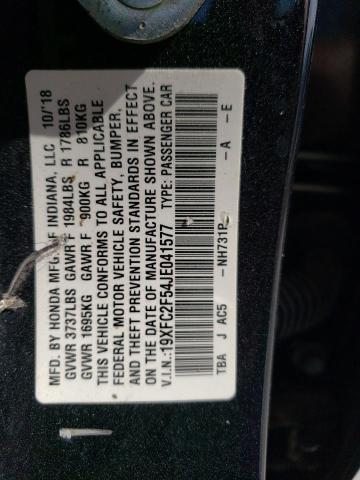 MFD. BY HONDA MFG. OF INDIANA, LLC 10/'18
GVWR 3737LBS GAWR F 1984LBS R 1786LBS
GVWR 1695KG GAWR F 900KG R 810KG
THIS VEHICLE CONFORMS TO ALL APPLICABLE
FEDERAL MOTOR VEHICLE SAFETY, BUMPER,
AND THEFT PREVENTION STANDARDS IN EFFECT
ON THE DATE OF MANUFACTURE SHOWN ABOVE.
V.I.N.:19XFC2F54JE041577 TYPE: PASSENGER CAR
TBA J AC5 -NH731P -A -E